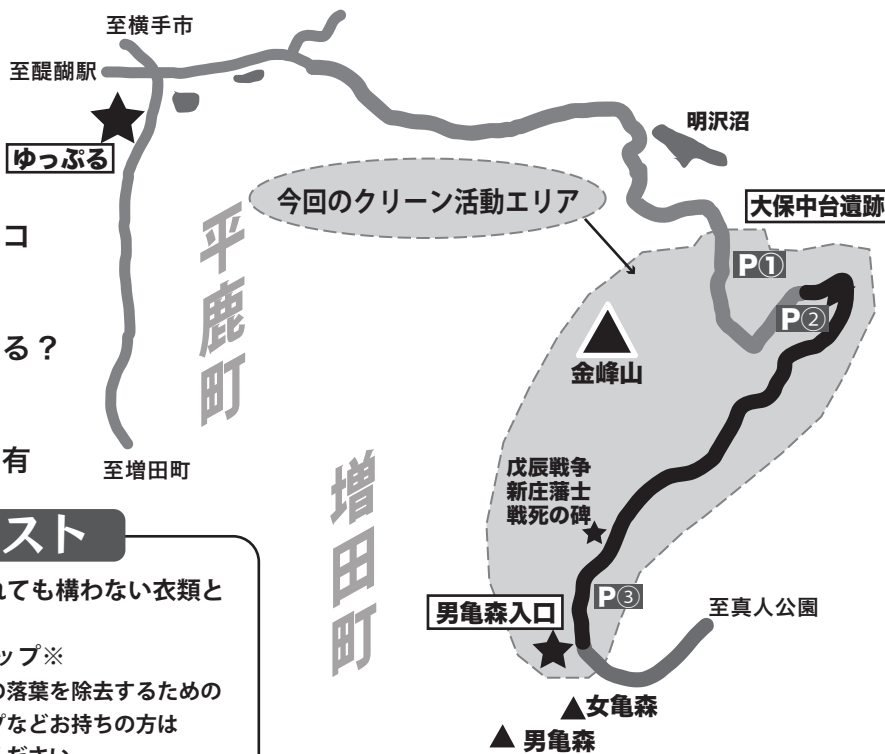 至横手市
至醍醐駅
ゆっぷる
明沢沼
今回のクリーン活動エリア
大保中台遺跡
平鹿町
P①
P②
金峰山
コ
る？
有
至増田町
増田町
戊辰戦争
新庄藩士
戦死の碑
P③
男亀森入口
至真人公園
女亀森
男亀森
スト
れても構わない衣類と
ップ※
の落葉を除去するための
プなどお持ちの方は
ください